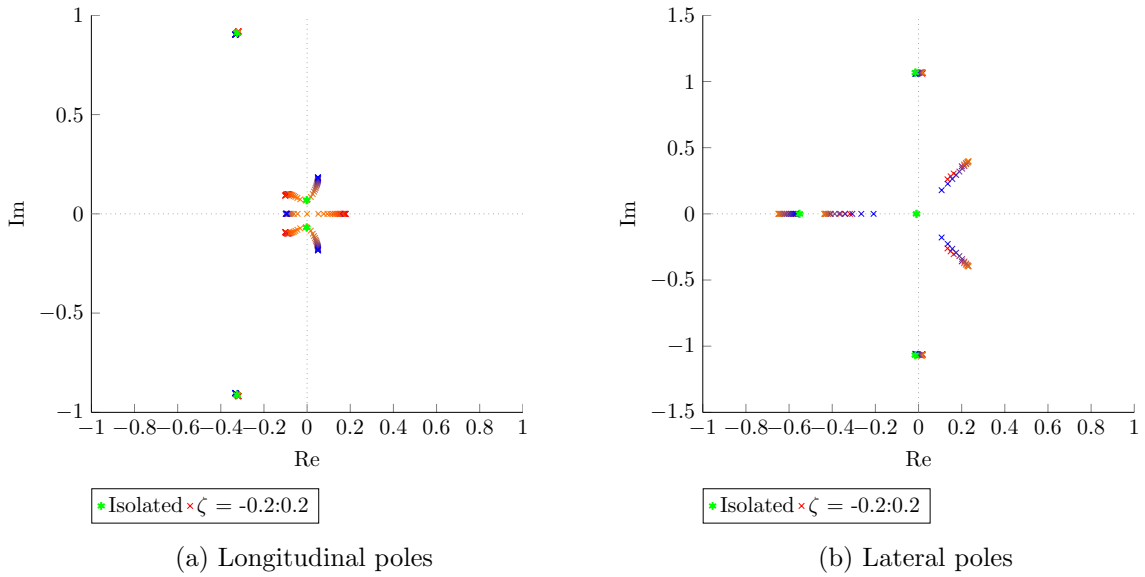 1
0.5
0
−0.5
−1
Im
−1 −0.8 −0.6 −0.4 −0.2 0 0.2 0.4 0.6 0.8 1
Re
Isolated ζ = -0.2:0.2
(a) Longitudinal poles
1.5
1
0.5
0
−0.5
−1
−1.5
Im
−1 −0.8 −0.6 −0.4 −0.2 0 0.2 0.4 0.6 0.8 1
Re
Isolated ζ = -0.2:0.2
(b) Lateral poles